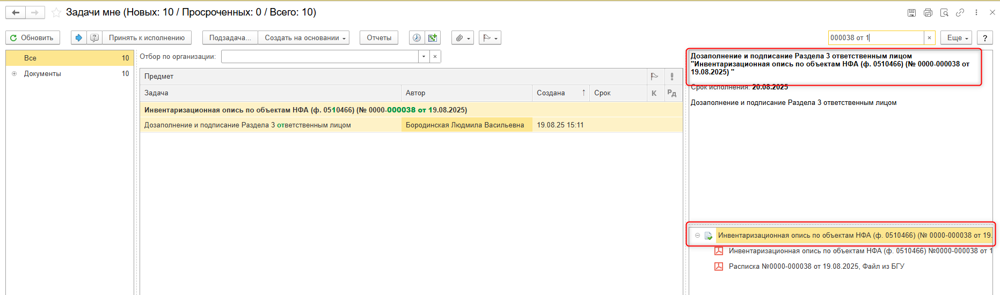 Задачи мне (Новых: 10 / Просроченных: 0 / Всего: 10)
Обновить
Принять к исполнению
Подзадача...
Создать на основании
Отчеты
000038 от 1
×
Еще
?
Все 10
Документы 10
Отбор по организации:
×
Предмет
!
Задача Автор Создана ↑ Срок К Рд
Инвентаризационная опись по объектам НФА (ф. 0510466) (№ 0000-000038 от 19.08.2025)
Дозаполнение и подписание Раздела 3 ответственным лицом Бородинская Людмила Васильевна 19.08.25 15:11
Дозаполнение и подписание Раздела 3 ответственным лицом
"Инвентаризационная опись по объектам НФА (ф. 0510466) (№ 0000-000038 от
19.08.2025) "
Срок исполнения: 20.08.2025
Дозаполнение и подписание Раздела 3 ответственным лицом
Инвентаризационная опись по объектам НФА (ф. 0510466) (№ 0000-000038 от 19.
Инвентаризационная опись по объектам НФА (ф. 0510466) №0000-000038 от 1
Расписка №0000-000038 от 19.08.2025, Файл из БГУ